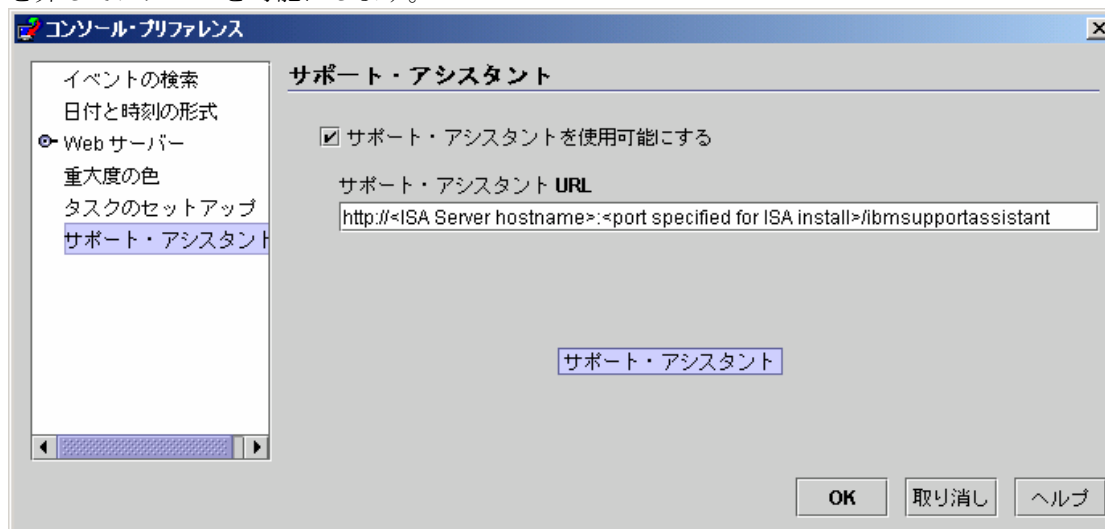 コンソール・プリファレンス
イベントの検索
日付と時刻の形式
Web サーバー
重大度の色
タスクのセットアップ
サポート・アシスタント
サポート・アシスタント
サポート・アシスタントを使用可能にする
サポート・アシスタント URL
http://<ISA Server hostname>:<port specified for ISA install>/ibmsupportassistant
サポート・アシスタント
OK
取り消し
ヘルプ